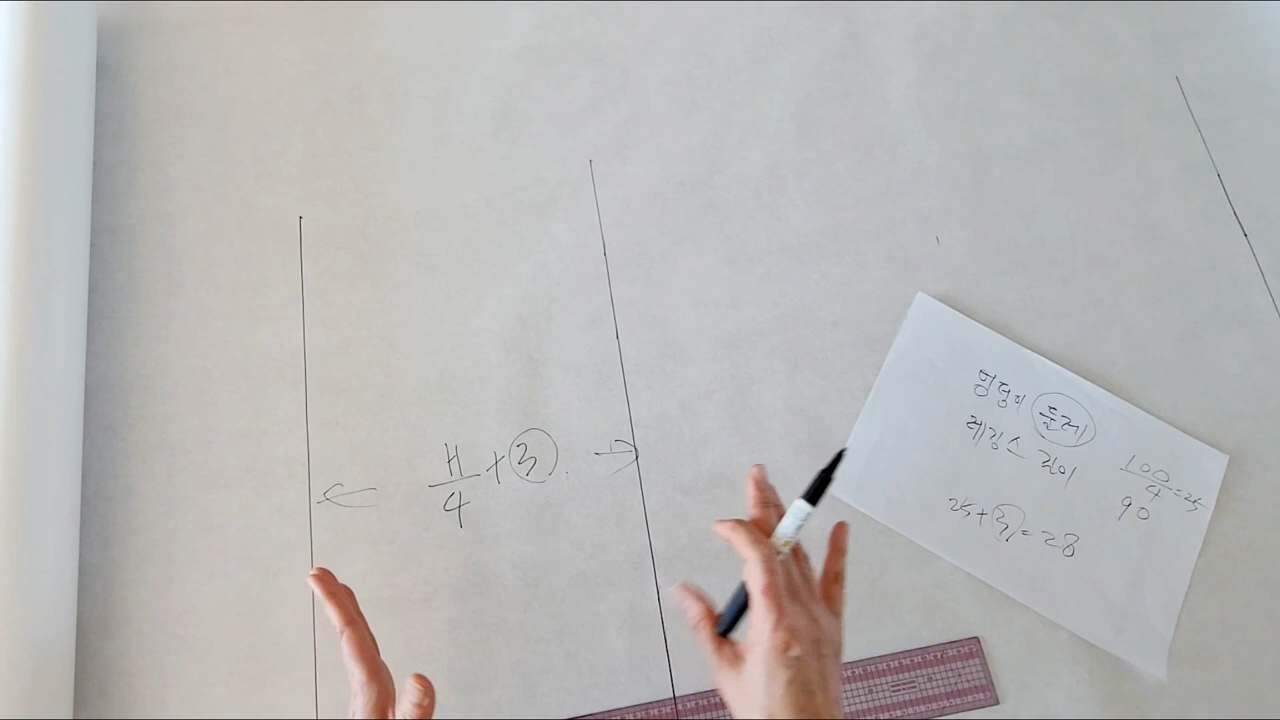 H/4 + 3.
엉덩이 둘레
레깅스 길이
100/4 = 25
90
25 + 3 = 28